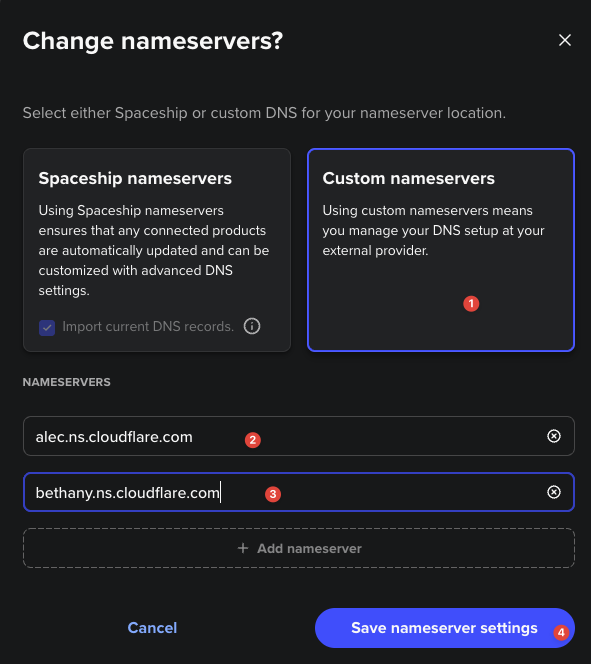 Change nameservers?
Select either Spaceship or custom DNS for your nameserver location.
Spaceship nameservers
Using Spaceship nameservers
ensures that any connected products
are automatically updated and can be
customized with advanced DNS
settings.
Import current DNS records.
Custom nameservers
Using custom nameservers means
you manage your DNS setup at your
external provider.
1
NAMESERVERS
alec.ns.cloudflare.com
2
bethany.ns.cloudflare.com
3
+ Add nameserver
Cancel
Save nameserver settings
4